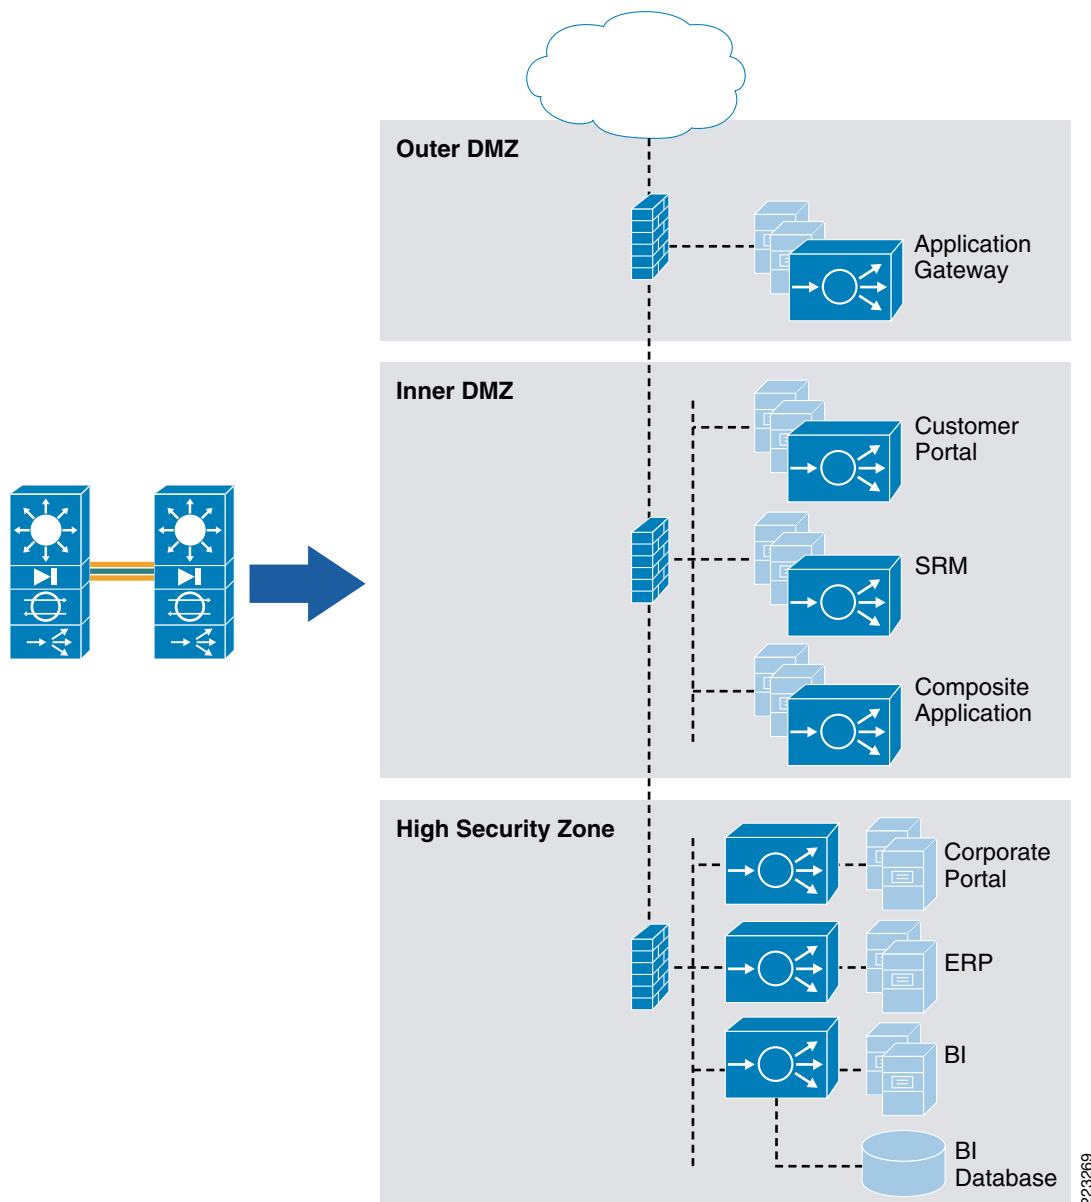 Outer DMZ
Application
Gateway
Inner DMZ
Customer
Portal
SRM
Composite
Application
High Security Zone
Corporate
Portal
ERP
BI
BI
Database
223269